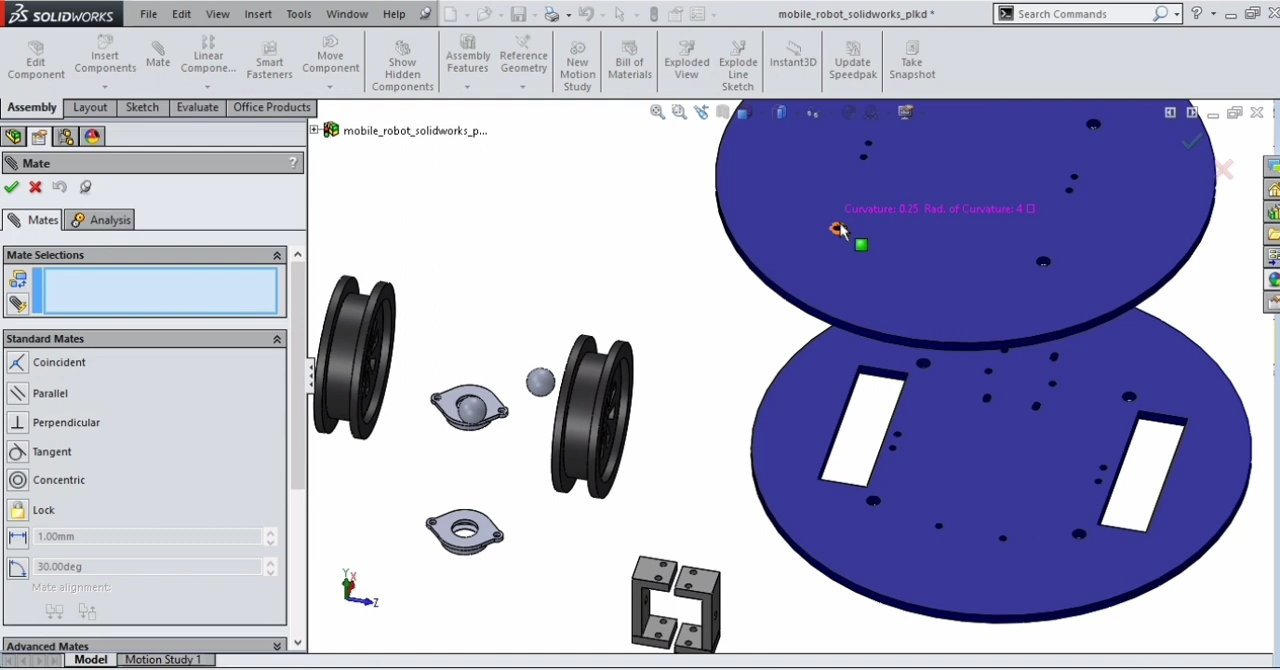 SOLIDWORKS File Edit View Insert Tools Window Help mobile_robot_solidworks_plkd * Search Commands
Edit Component
Insert Components
Mate
Linear Compone...
Smart Fasteners
Move Component
Show Hidden Components
Assembly Features
Reference Geometry
New Motion Study
Bill of Materials
Exploded View
Explode Line Sketch
Instant3D
Update Speedpak
Take Snapshot
Assembly Layout Sketch Evaluate Office Products
mobile_robot_solidworks_p...
Mate ?
Mates Analysis
Curvature: 0.25 Rad. of Curvature: 4
Mate Selections
Standard Mates
Coincident
Parallel
Perpendicular
Tangent
Concentric
Lock
1.00mm
30.00deg
Mate alignment:
Advanced Mates
Y X Z
Model Motion Study 1